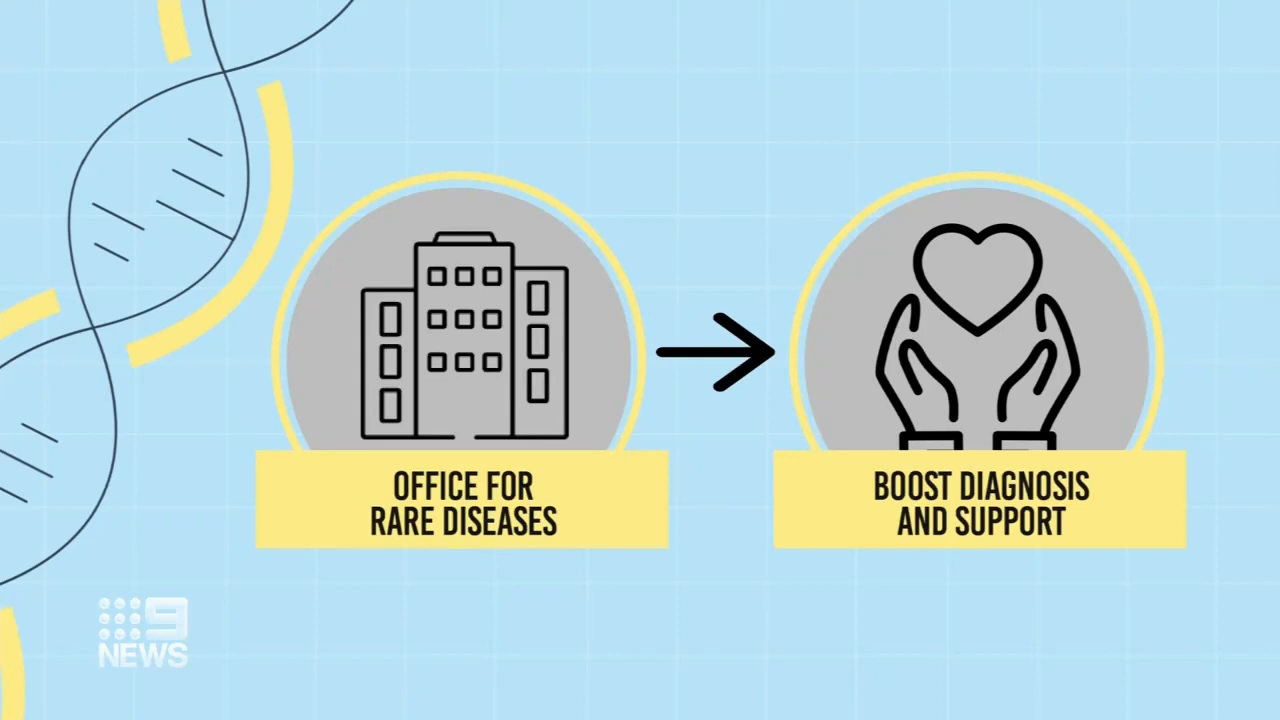 OFFICE FOR
RARE DISEASES
BOOST DIAGNOSIS
AND SUPPORT
9
NEWS